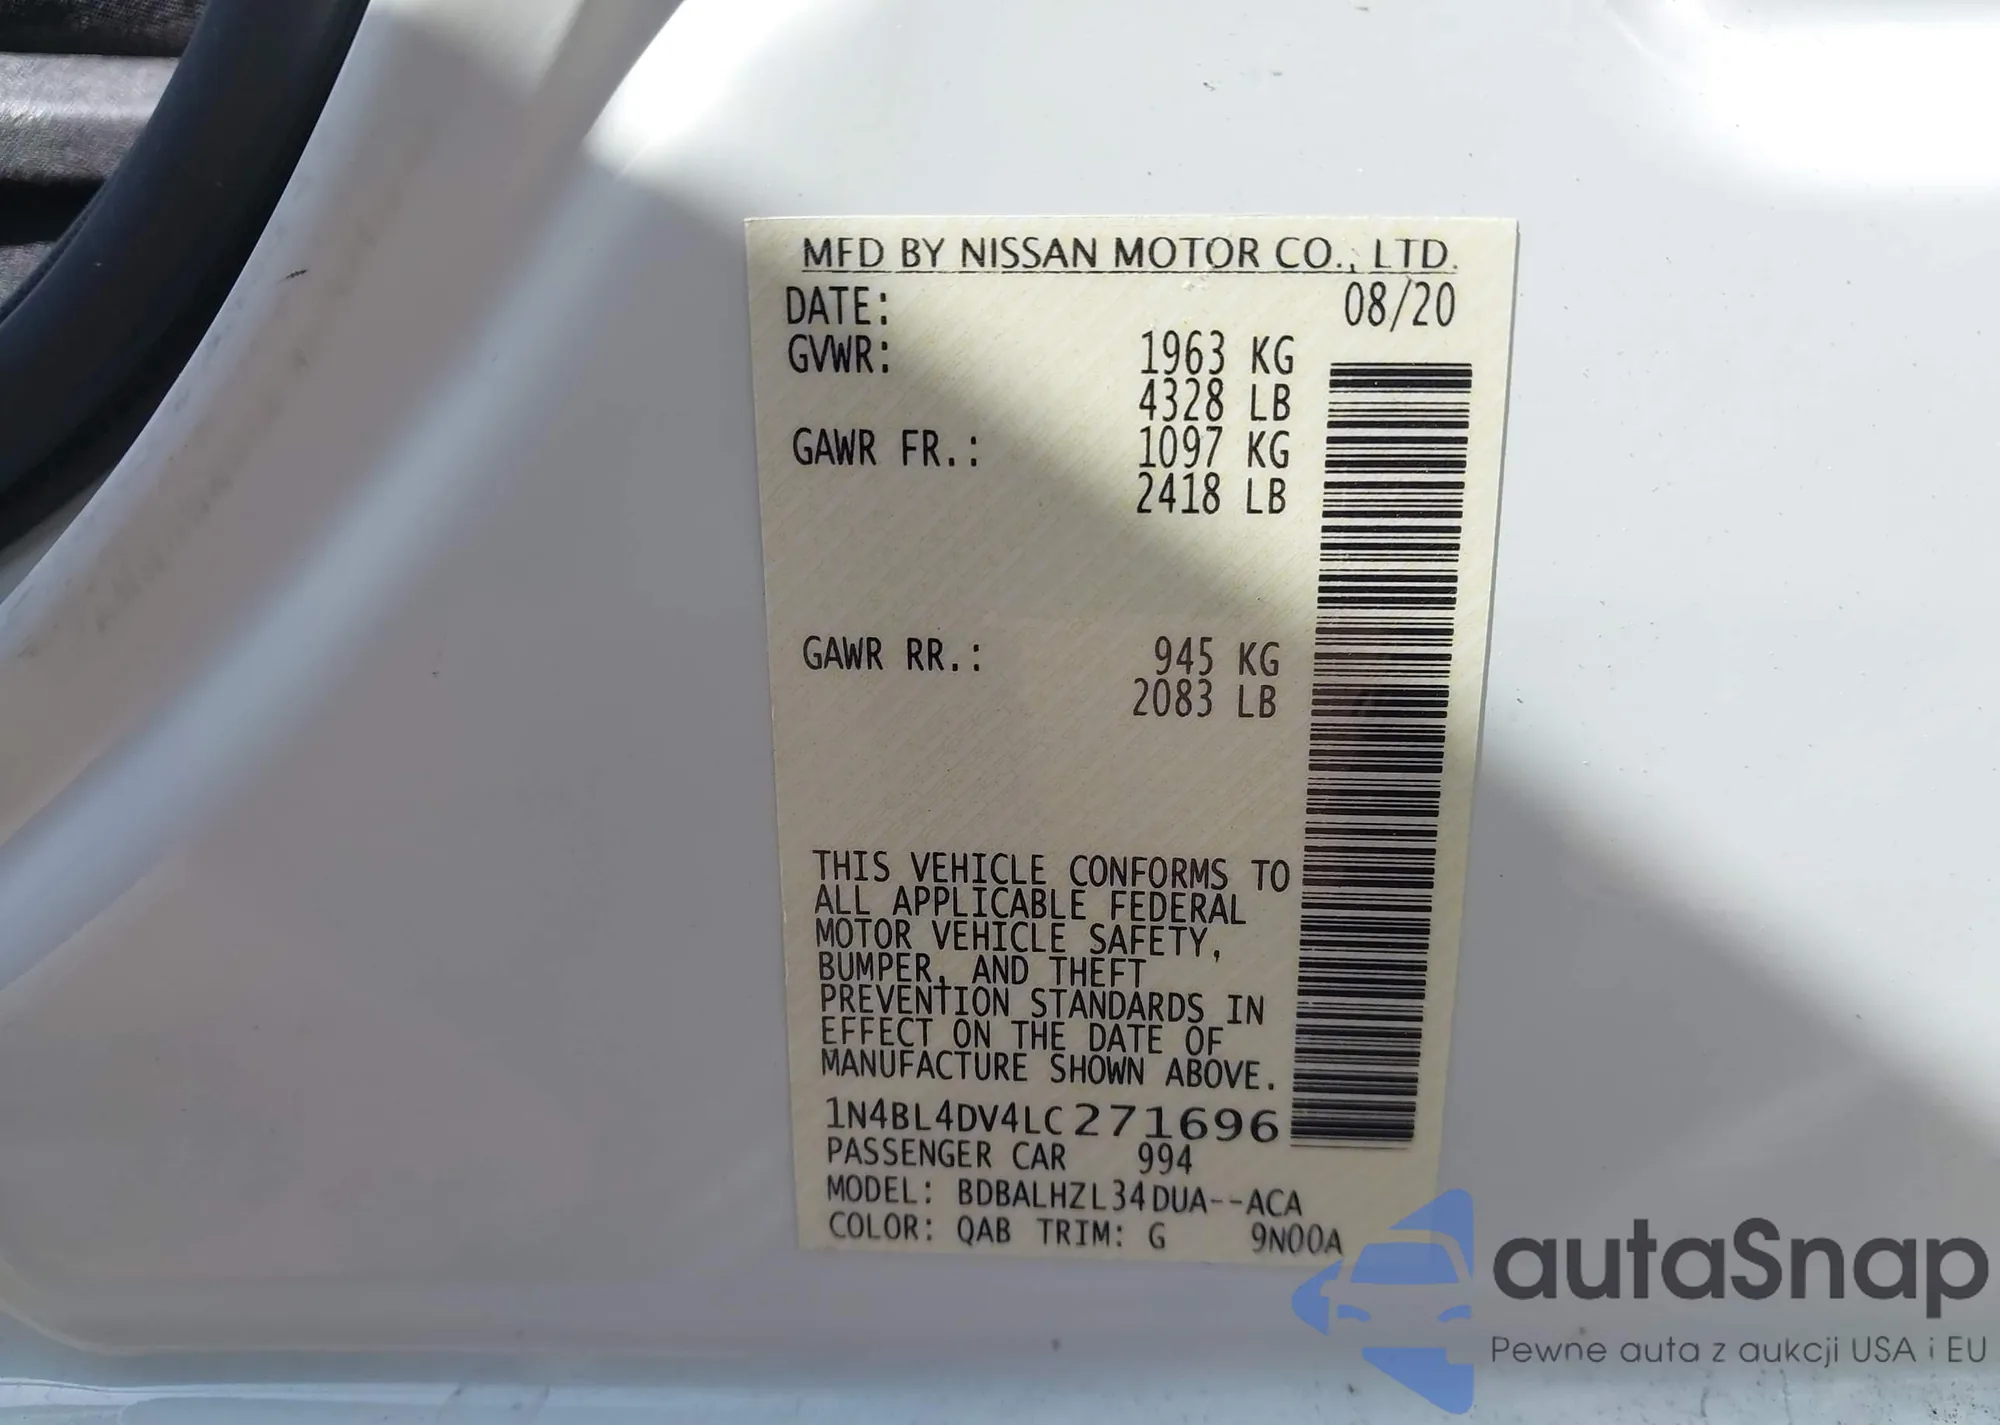 MFD BY NISSAN MOTOR CO., LTD.
DATE: 08/20
GVWR: 1963 KG
4328 LB
GAWR FR.: 1097 KG
2418 LB
GAWR RR.: 945 KG
2083 LB
THIS VEHICLE CONFORMS TO
ALL APPLICABLE FEDERAL
MOTOR VEHICLE SAFETY,
BUMPER, AND THEFT
PREVENTION STANDARDS IN
EFFECT ON THE DATE OF
MANUFACTURE SHOWN ABOVE.
1N4BL4DV4LC271696
PASSENGER CAR 994
MODEL: BDBALHZL34DUA--ACA
COLOR: QAB TRIM: G 9N00A
autaSnap
Pewne auta z aukcji USA i EU